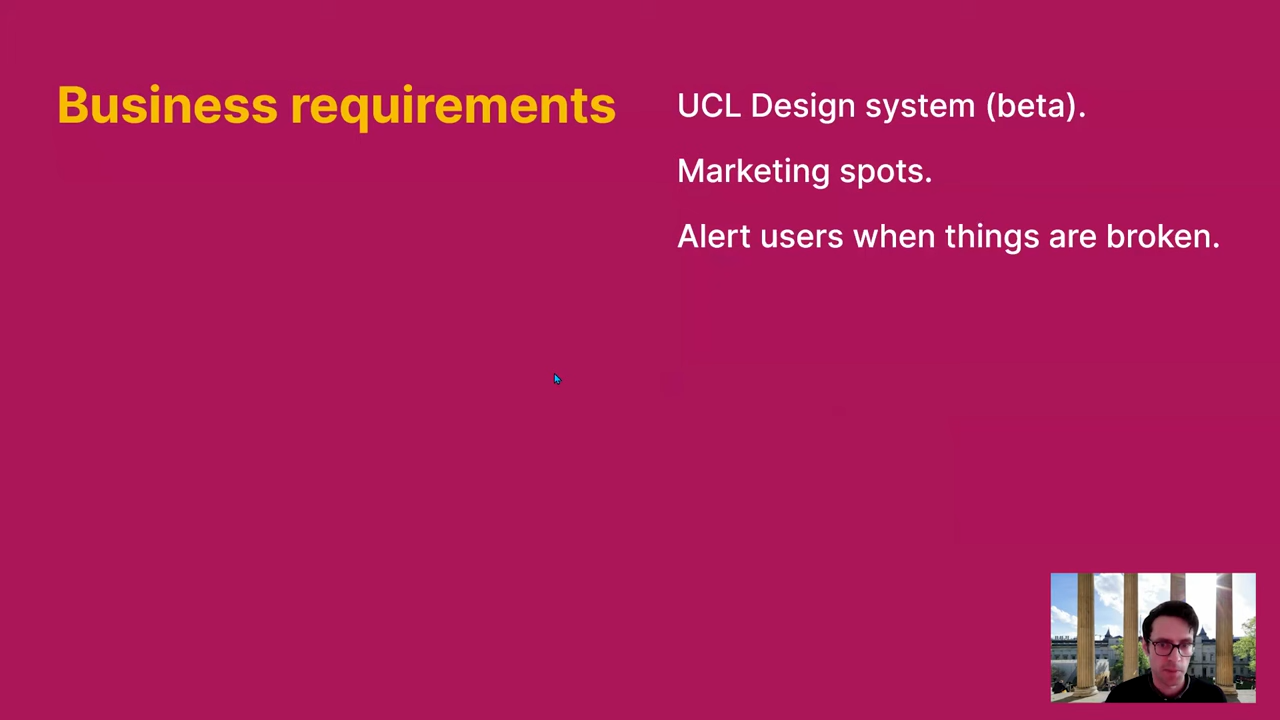 Business requirements
UCL Design system (beta).
Marketing spots.
Alert users when things are broken.